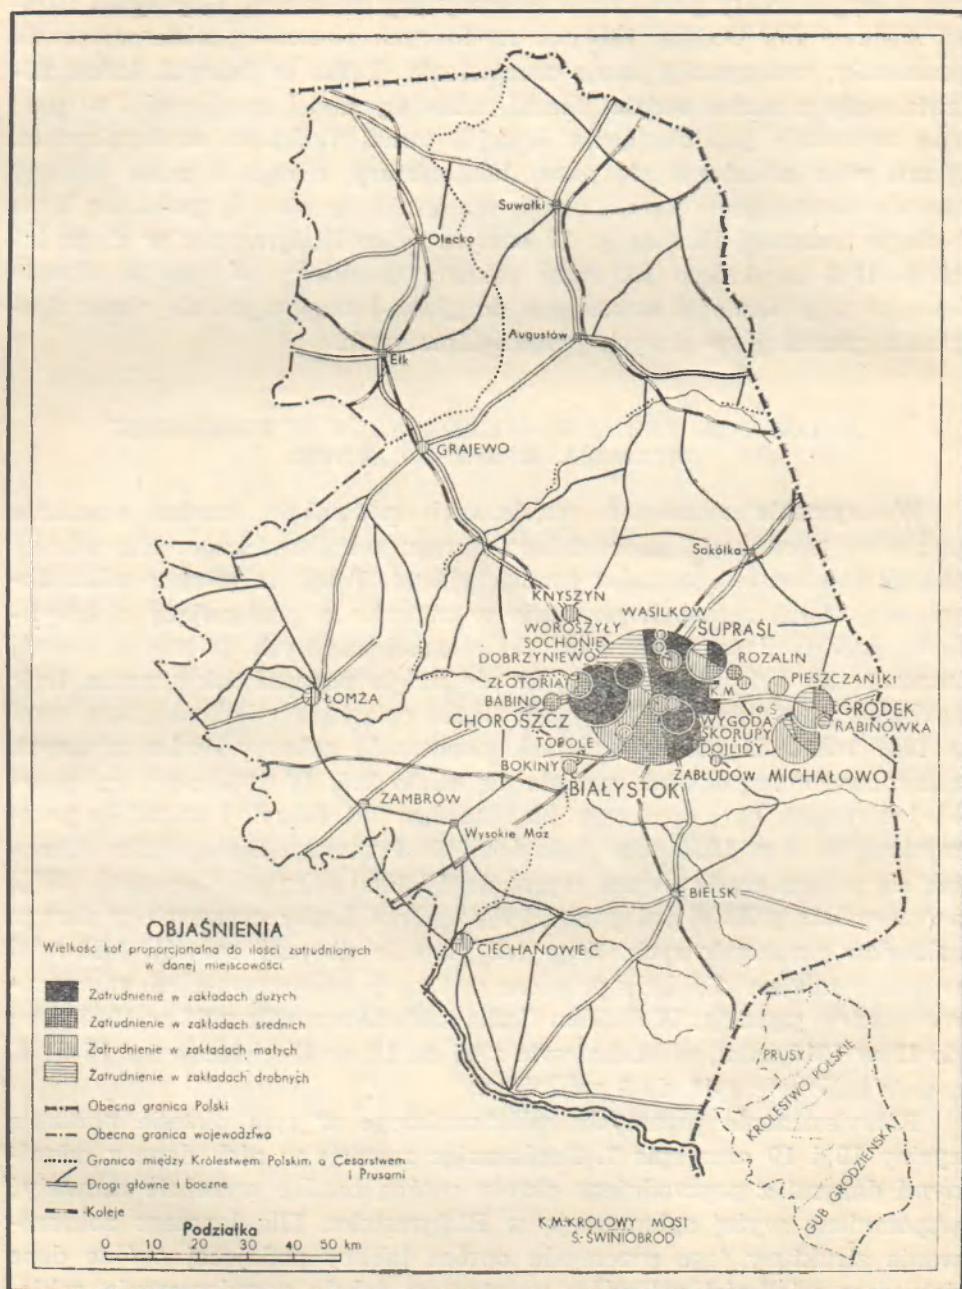 Suwałki
Olecko
Augustów
Ełk
GRAJEWO
Sokółka
KNYSZYN
WASILKÓW
WOROSZYŁY
SUPRAŚL
SOCHONIE
DOBRZYNIEWO
ROZALIN
ZŁOTORIA
K.M.
PIESZCZANIKI
ŁOMŻA
BABINO
S
GRÓDEK
CHOROSZCZ
WYGODA
RABINÓWKA
SKORUPY
TOPOLE
DOJLIDY
BOKINY
ZABŁUDÓW
MICHAŁOWO
BIAŁYSTOK
ZAMBRÓW
Wysokie Maz
BIELSK
CIECHANOWIEC
OBJAŚNIENIA
Wielkość kół proporcjonalna do ilości zatrudnionych
w danej miejscowości
Zatrudnienie w zakładach dużych
Zatrudnienie w zakładach średnich
Zatrudnienie w zakładach małych
Zatrudnienie w zakładach drobnych
Obecna granica Polski
Obecna granica województwa
Granica między Królestwem Polskim a Cesarstwem
i Prusami
Drogi główne i boczne
Koleje
Podziałka
0 10 20 30 40 50 km
K.M.-KRÓLOWY MOST
S.-ŚWINIOBRÓD
PRUSY
KRÓLESTWO POLSKIE
GUB GRODZIEŃSKA